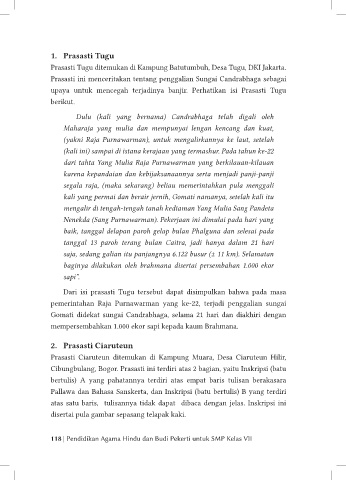 1. Prasasti Tugu
Prasasti Tugu ditemukan di Kampung Batutumbuh, Desa Tugu, DKI Jakarta.
Prasasti ini menceritakan tentang penggalian Sungai Candrabhaga sebagai
upaya untuk mencegah terjadinya banjir. Perhatikan isi Prasasti Tugu
berikut.
Dulu (kali yang bernama) Candrabhaga telah digali oleh
Maharaja yang mulia dan mempunyai lengan kencang dan kuat,
(yakni Raja Purnawarman), untuk mengalirkannya ke laut, setelah
(kali ini) sampai di istana kerajaan yang termashur. Pada tahun ke-22
dari tahta Yang Mulia Raja Purnawarman yang berkilauan-kilauan
karena kepandaian dan kebijaksanaannya serta menjadi panji-panji
segala raja, (maka sekarang) beliau memerintahkan pula menggali
kali yang permai dan berair jernih, Gomati namanya, setelah kali itu
mengalir di tengah-tengah tanah kediaman Yang Mulia Sang Pandeta
Nenekda (Sang Purnawarman). Pekerjaan ini dimulai pada hari yang
baik, tanggal delapan paroh gelap bulan Phalguna dan selesai pada
tanggal 13 paroh terang bulan Caitra, jadi hanya dalam 21 hari
saja, sedang galian itu panjangnya 6.122 busur (± 11 km). Selamatan
baginya dilakukan oleh brahmana disertai persembahan 1.000 ekor
sapi”.
Dari isi prasasti Tugu tersebut dapat disimpulkan bahwa pada masa
pemerintahan Raja Purnawarman yang ke-22, terjadi penggalian sungai
Gomati didekat sungai Candrabhaga, selama 21 hari dan diakhiri dengan
mempersembahkan 1.000 ekor sapi kepada kaum Brahmana.
2. Prasasti Ciaruteun
Prasasti Ciaruteun ditemukan di Kampung Muara, Desa Ciaruteun Hilir,
Cibungbulang, Bogor. Prasasti ini terdiri atas 2 bagian, yaitu Inskripsi (batu
bertulis) A yang pahatannya terdiri atas empat baris tulisan berakasara
Pallawa dan Bahasa Sanskerta, dan Inskripsi (batu bertulis) B yang terdiri
atas satu baris, tulisannya tidak dapat dibaca dengan jelas. Inskripsi ini
disertai pula gambar sepasang telapak kaki.
118 | Pendidikan Agama Hindu dan Budi Pekerti untuk SMP Kelas VII